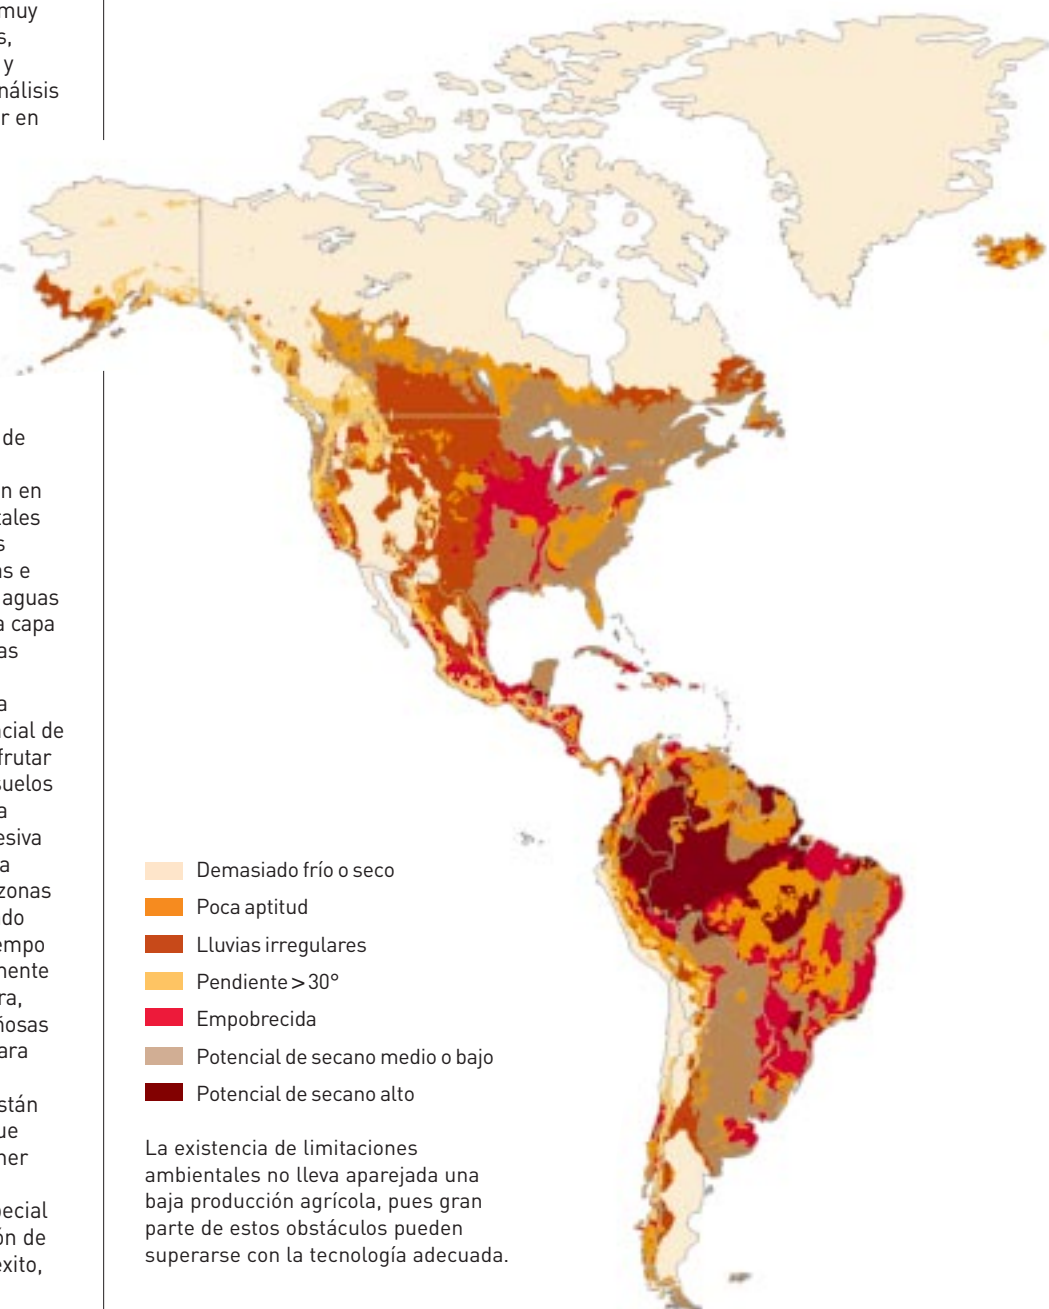 muy
s,
y
nálisis
r en
de
n en
tales
s
as e
aguas
a capa
as
a
cial de
frutar
suelos
a
esiva
a
zonas
do
empo
mente
ra,
ñosas
ara
stán
ue
ner
pecial
ón de
éxito,
Demasiado frío o seco
Poca aptitud
Lluvias irregulares
Pendiente > 30°
Empobrecida
Potencial de secano medio o bajo
Potencial de secano alto
La existencia de limitaciones
ambientales no lleva aparejada una
baja producción agrícola, pues gran
parte de estos obstáculos pueden
superarse con la tecnología adecuada.